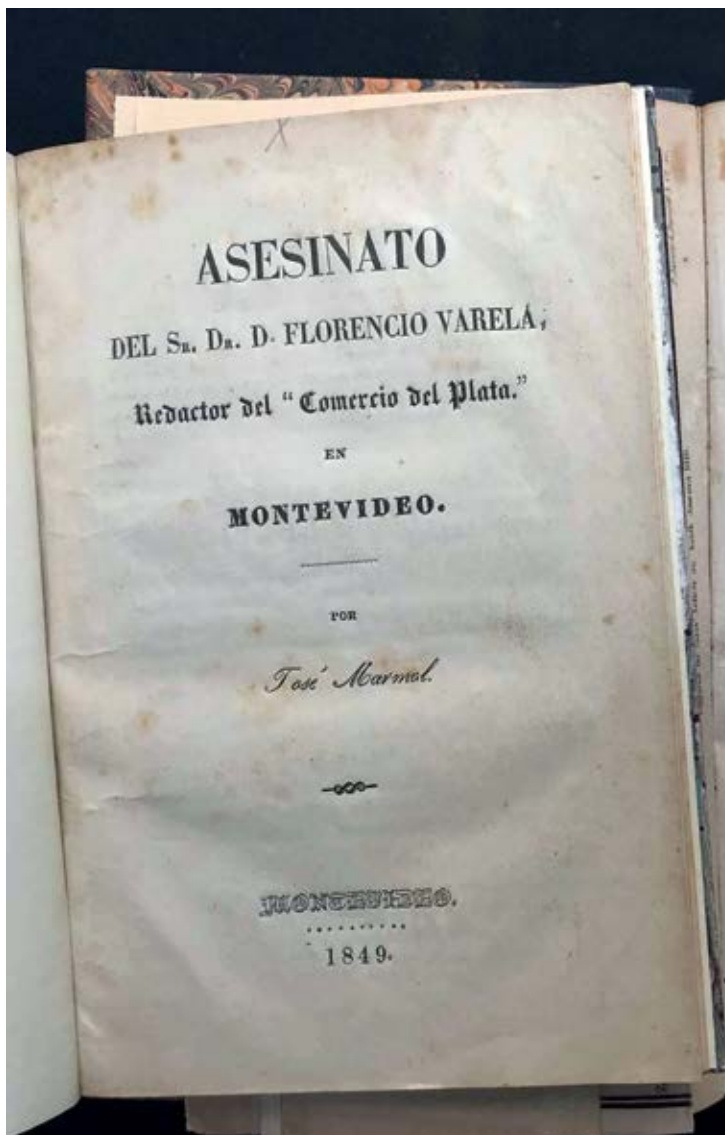 ASESINATO
DEL SR. DR. D. FLORENCIO VARELA,
Redactor del "Comercio del Plata."
EN
MONTEVIDEO.
POR
José Marmol.
MONTEVIDEO.
1849.